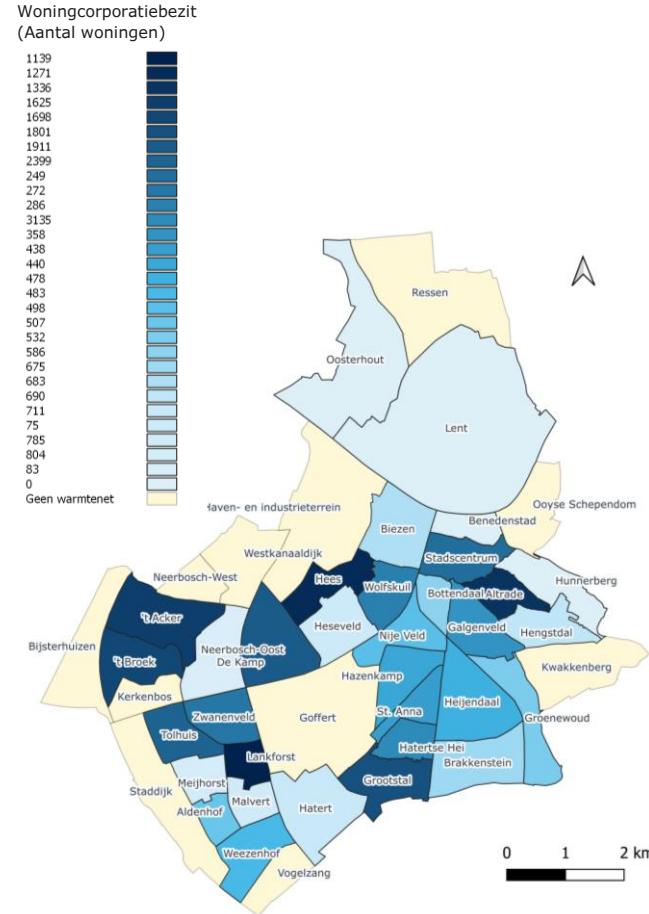 Woningcorporatiebezit
(Aantal woningen)
1139
1271
1336
1625
1698
1801
1911
2399
249
272
286
3135
358
438
440
478
483
498
507
532
586
675
683
690
711
75
785
804
83
0
Geen warmtenet
Ressen
Oosterhout
Lent
Haven- en industrieterrein
Ooyse Schependom
Benedenstad
Biezen
Westkanaaldijk
Stadscentrum
Neerbosch-West
Hees
Wolfskuil
Hunnerberg
Bottendaal
Altrade
't Acker
Heseveld
Galgenveld
Hengstdal
Nije Veld
Bijsterhuizen
Neerbosch-Oost
't Broek
De Kamp
Kwakkenberg
Hazenkamp
Kerkenbos
Heijendaal
St. Anna
Zwanenveld
Goffert
Groenewoud
Tolhuis
Hatertse Hei
Lankforst
Brakkenstein
Grootstal
Meijhorst
Staddijk
Malvert
Hatert
Aldenhof
Weezenhof
Vogelzang
0 1 2 km